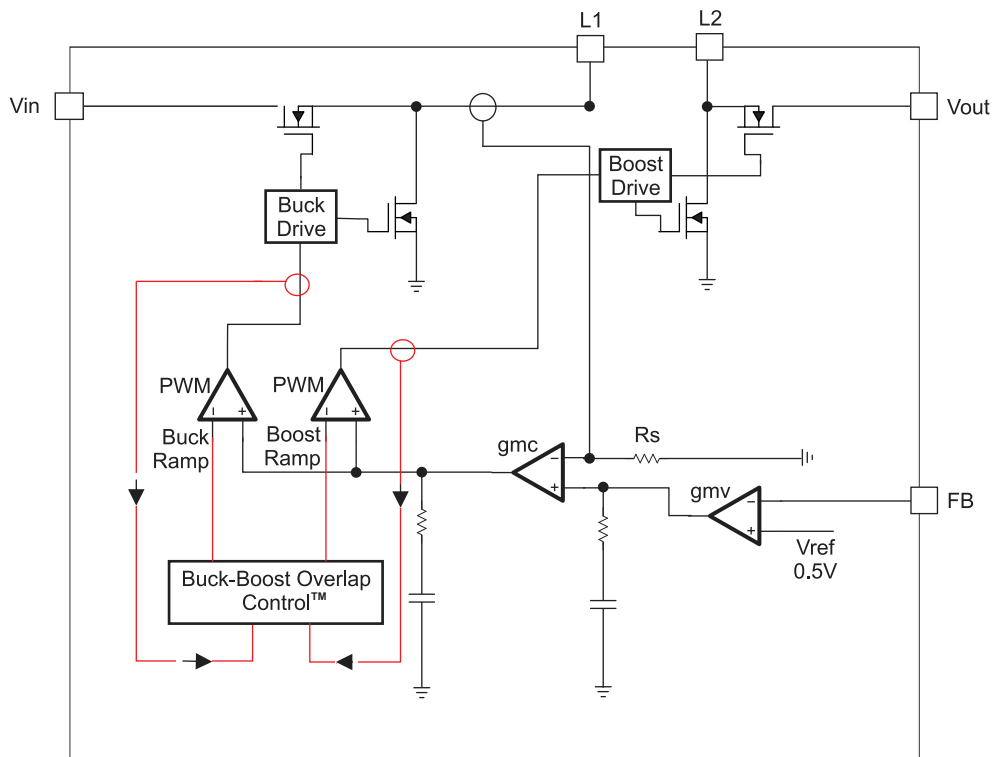 L1
L2
Vin
Vout
Boost
Drive
Buck
Drive
PWM
PWM
Buck
Ramp
Boost
Ramp
gmc
Rs
gmv
FB
Vref
0.5V
Buck-Boost Overlap
Control™